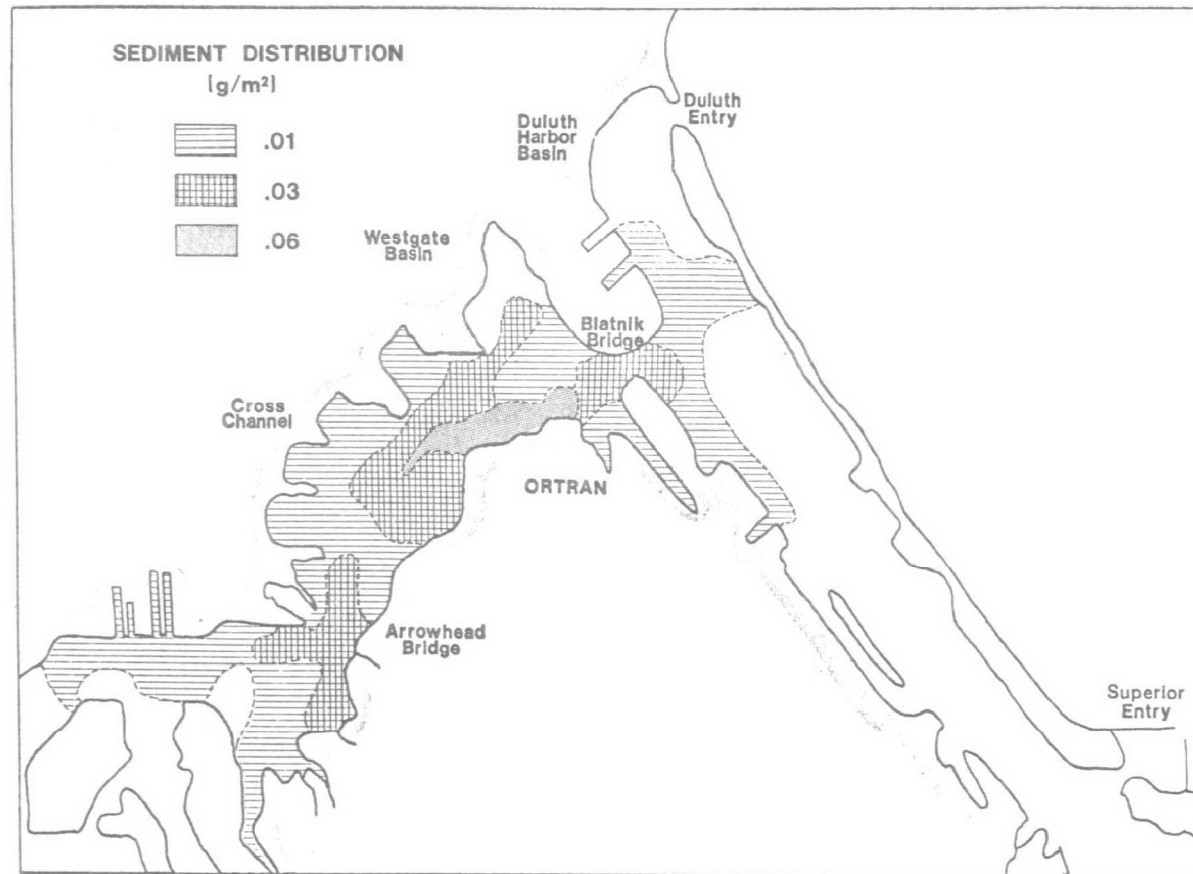 SEDIMENT DISTRIBUTION
[g/m²]
.01
.03
.06
Duluth
Entry
Duluth
Harbor
Basin
Westgate
Basin
Blatnik
Bridge
Cross
Channel
ORTRAN
Arrowhead
Bridge
Superior
Entry